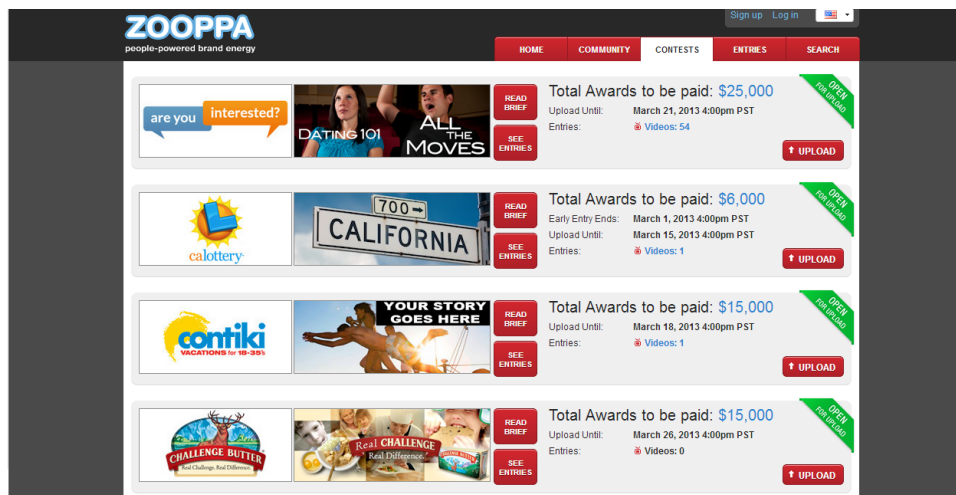 Sign up Log in
ZOOPPA
people-powered brand energy
HOME COMMUNITY CONTESTS ENTRIES SEARCH
are you interested?
DATING 101
ALL THE MOVES
READ BRIEF
SEE ENTRIES
Total Awards to be paid: $25,000
Upload Until: March 21, 2013 4:00pm PST
Entries: Videos: 54
OPEN FOR UPLOAD
UPLOAD
calottery
700
CALIFORNIA
READ BRIEF
SEE ENTRIES
Total Awards to be paid: $6,000
Early Entry Ends: March 1, 2013 4:00pm PST
Upload Until: March 15, 2013 4:00pm PST
Entries: Videos: 1
OPEN FOR UPLOAD
UPLOAD
contiki
VACATIONS for 18-35s
YOUR STORY
GOES HERE
READ BRIEF
SEE ENTRIES
Total Awards to be paid: $15,000
Upload Until: March 18, 2013 4:00pm PST
Entries: Videos: 1
OPEN FOR UPLOAD
UPLOAD
CHALLENGE BUTTER
Real Challenge. Real Difference.
Real CHALLENGE
Real Difference.
READ BRIEF
SEE ENTRIES
Total Awards to be paid: $15,000
Upload Until: March 26, 2013 4:00pm PST
Entries: Videos: 0
OPEN FOR UPLOAD
UPLOAD